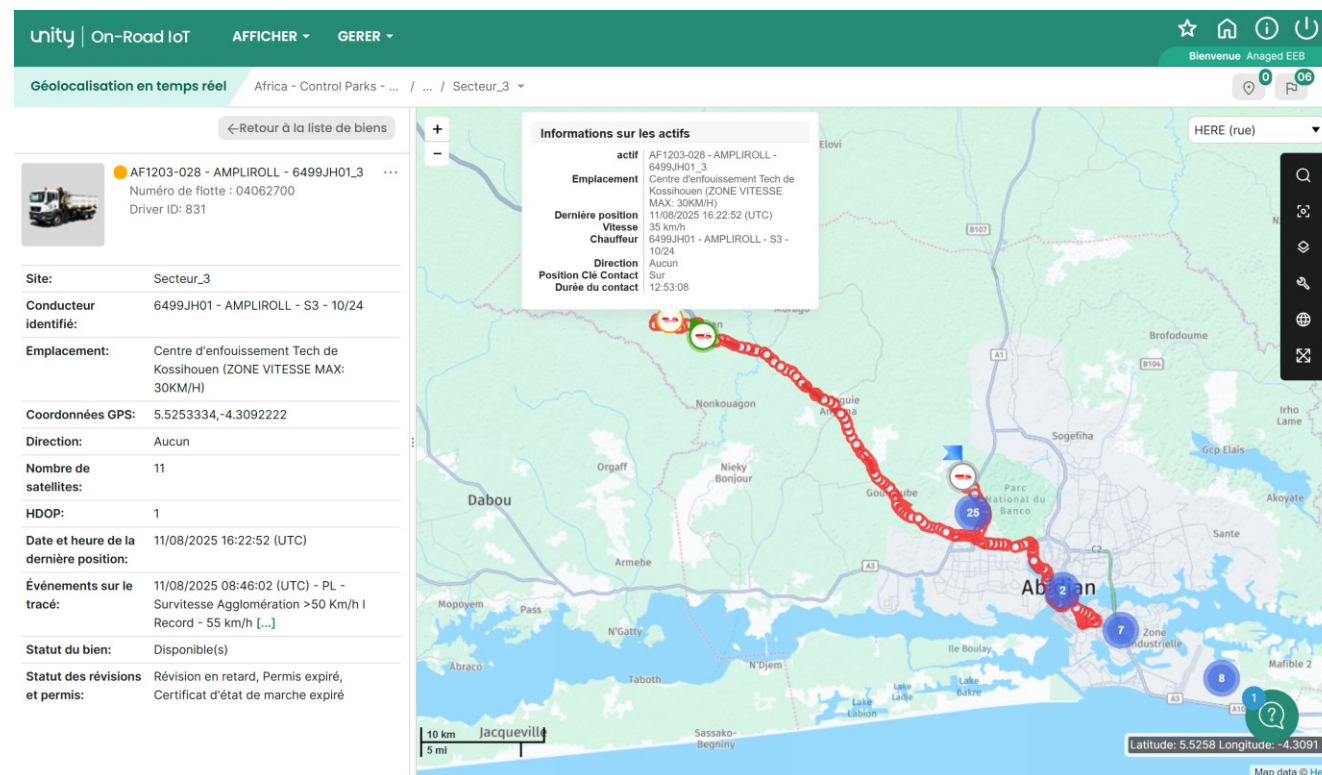 unity | On-Road IoT
AFFICHER
GERER
Bienvenue Anaged EEB
Géolocalisation en temps réel
Africa - Control Parks - ... / ... / Secteur_3
0
06
←Retour à la liste de biens
AF1203-028 - AMPLIROLL - 6499JH01_3
...
Numéro de flotte : 04062700
Driver ID: 831
Site: Secteur_3
Conducteur identifié: 6499JH01 - AMPLIROLL - S3 - 10/24
Emplacement: Centre d'enfouissement Tech de
Kossihouen (ZONE VITESSE MAX:
30KM/H)
Coordonnées GPS: 5.5253334,-4.3092222
Direction: Aucun
Nombre de satellites: 11
HDOP: 1
Date et heure de la dernière position: 11/08/2025 16:22:52 (UTC)
Événements sur le tracé: 11/08/2025 08:46:02 (UTC) - PL -
Survitesse Agglomération >50 Km/h I
Record - 55 km/h [...]
Statut du bien: Disponible(s)
Statut des révisions et permis: Révision en retard, Permis expiré,
Certificat d'état de marche expiré
+
−
Informations sur les actifs
actif AF1203-028 - AMPLIROLL -
6499JH01_3
Emplacement Centre d'enfouissement Tech de
Kossihouen (ZONE VITESSE
MAX: 30KM/H)
Dernière position 11/08/2025 16:22:52 (UTC)
Vitesse 35 km/h
Chauffeur 6499JH01 - AMPLIROLL - S3 -
10/24
Direction Aucun
Position Clé Contact Sur
Durée du contact 12:53:08
HERE (rue)
Elovi
B107
Brofodoume
A1
B104
Nonkouagon
Irho
Lame
Sogefiha
Gcp Elais
Orgaff
Nieky
Bonjour
Dabou
Parc
National du
Banco
25
Akoyate
Sante
C2
Armebe
A3
2
Mopoyem
Pass
N'Gatty
7
Zone
Industrielle
Ile Boulay
Abraco
N'Djem
Mafible 2
Taboth
8
Lake
Labion
Lake
Ladie
Lake
Bakre
A3
1
10 km
5 mi
Jacqueville
Sassako-
Begniny
Latitude: 5.5258 Longitude: -4.3091
Map data ©